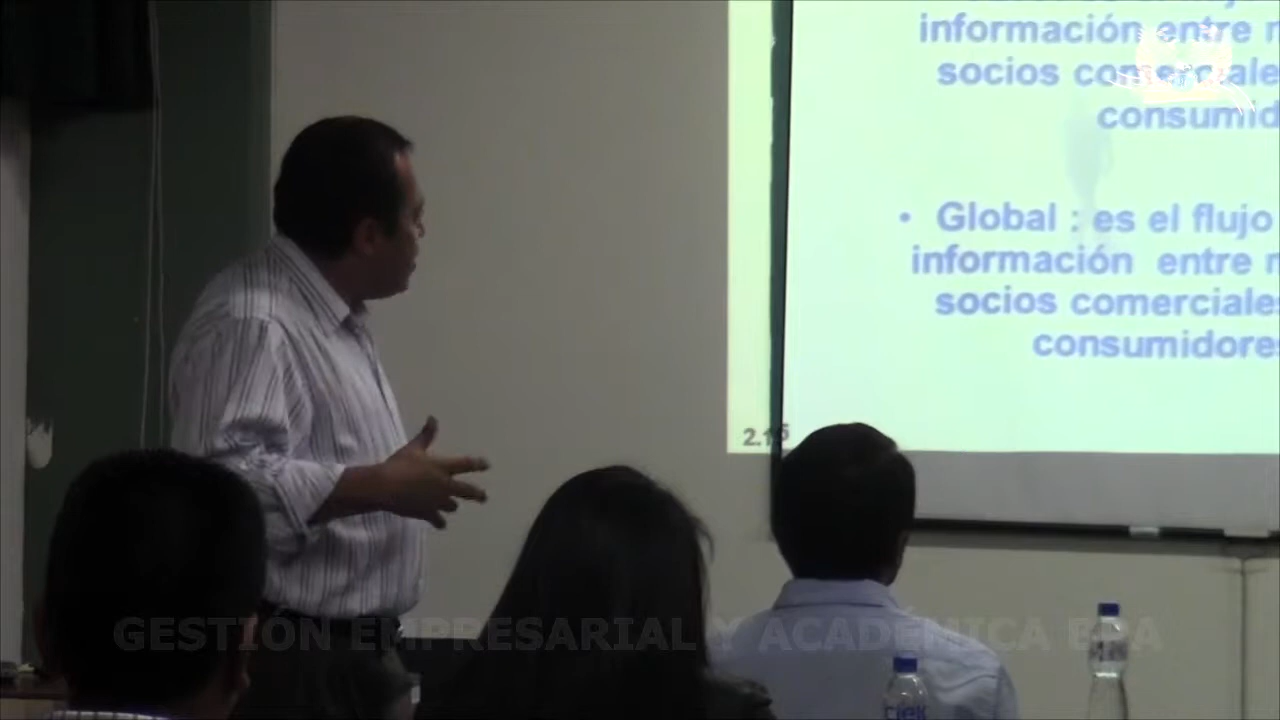 información entre
socios comerciale
consumid
• Global : es el flujo
información entre
socios comerciales
consumidores
2.15
GESTIÓN EMPRESARIAL Y ACADÉMICA
ciel